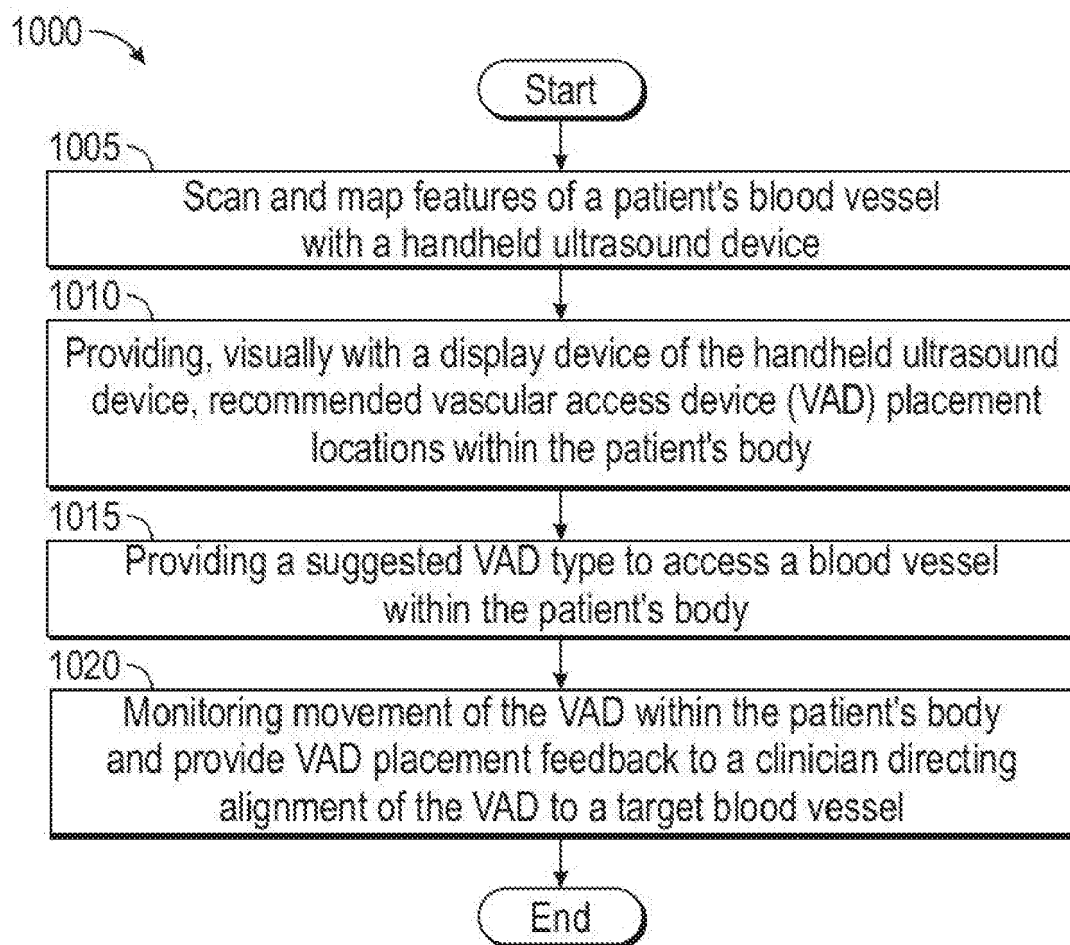 1000
Start
1005
Scan and map features of a patient's blood vessel
with a handheld ultrasound device
1010
Providing, visually with a display device of the handheld ultrasound
device, recommended vascular access device (VAD) placement
locations within the patient's body
1015
Providing a suggested VAD type to access a blood vessel
within the patient's body
1020
Monitoring movement of the VAD within the patient's body
and provide VAD placement feedback to a clinician directing
alignment of the VAD to a target blood vessel
End